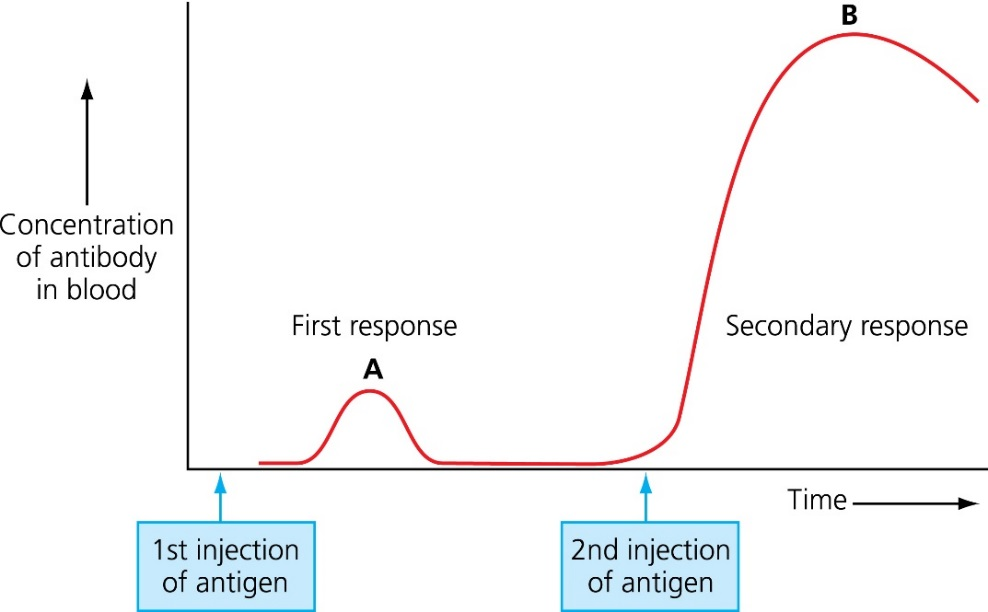 B
Concentration
of antibody
in blood
First response
Secondary response
A
Time
1st injection
of antigen
2nd injection
of antigen